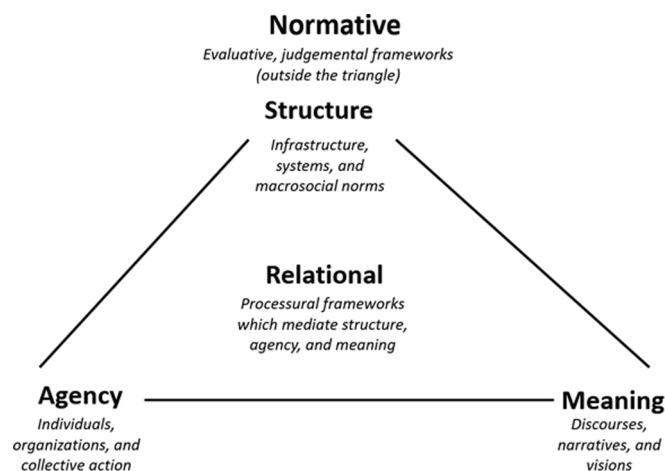 Normative
Evaluative, judgemental frameworks
(outside the triangle)
Structure
Infrastructure,
systems, and
macrosocial norms
Relational
Processural frameworks
which mediate structure,
agency, and meaning
Agency
Individuals,
organizations, and
collective action
Meaning
Discourses,
narratives, and
visions